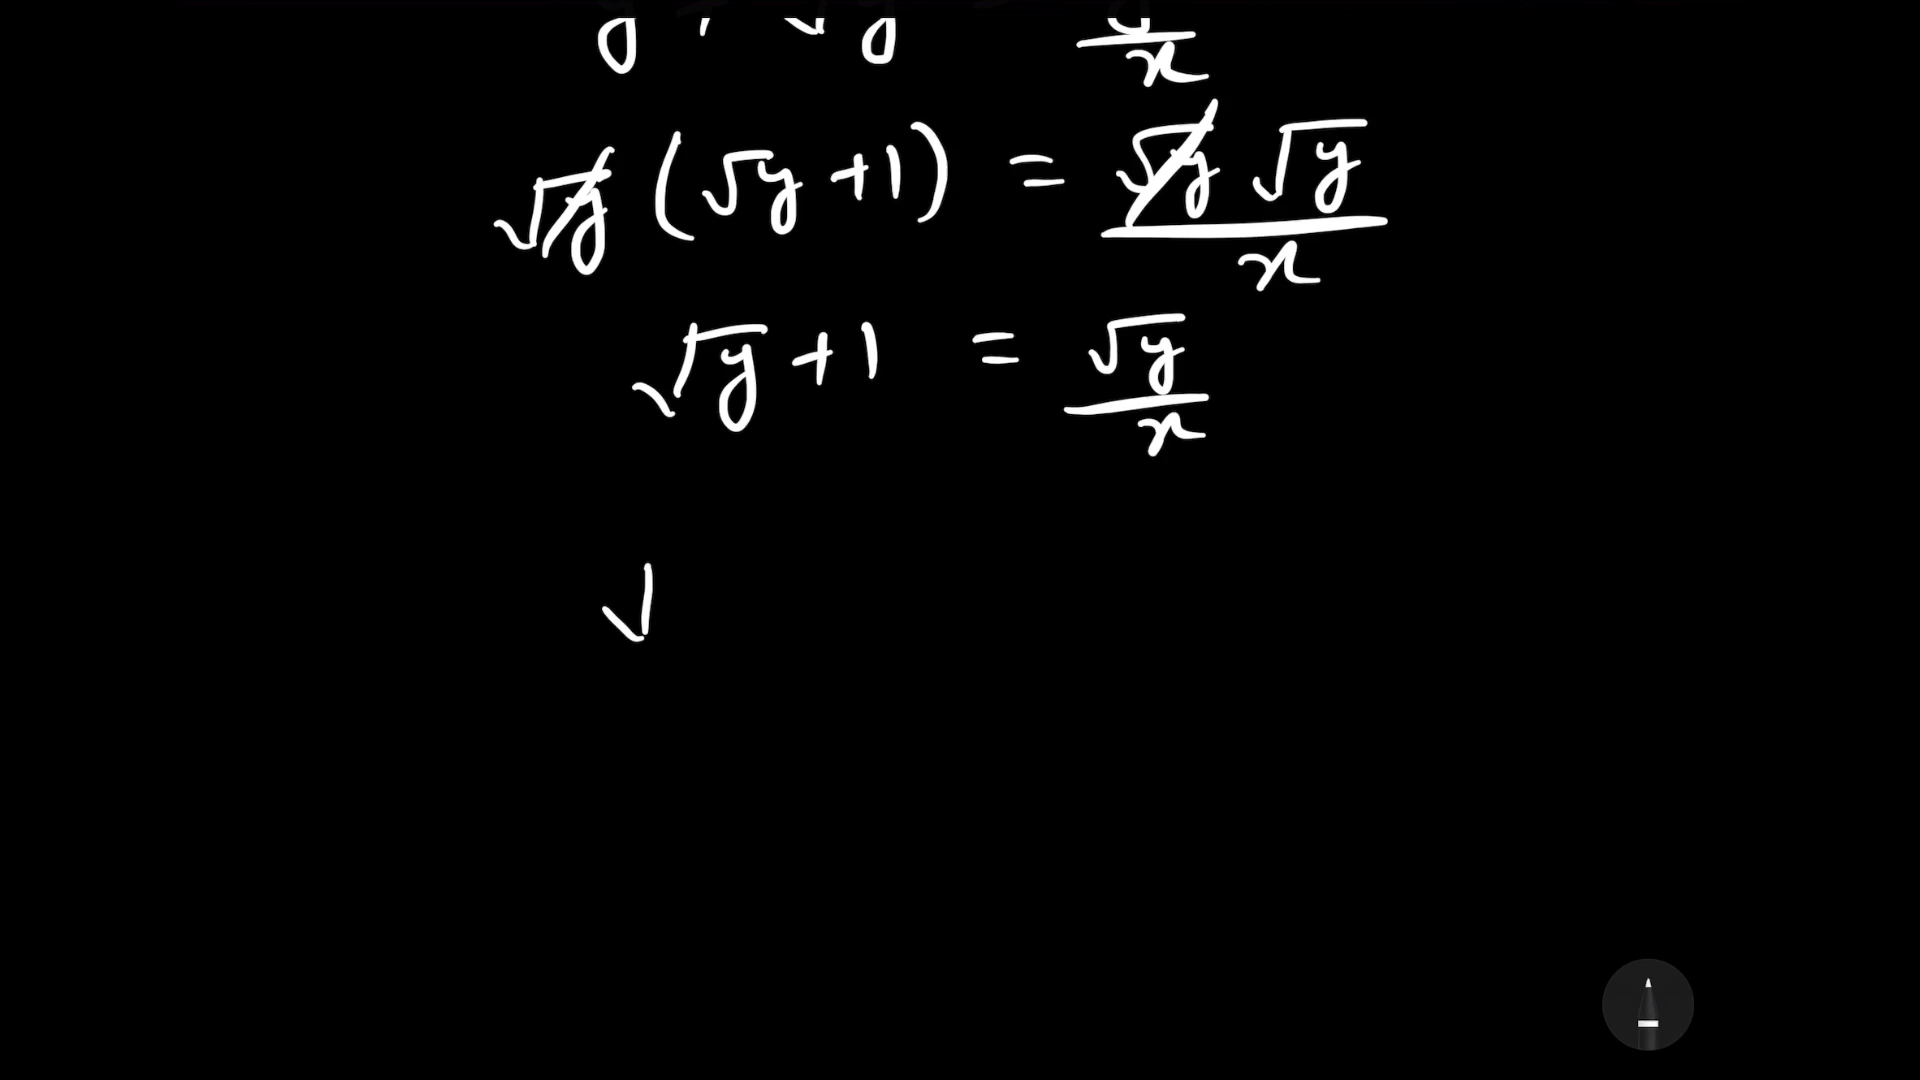 y + √y = y/x
√y (√y + 1) = √y √y / x
√y + 1 = √y / x
√